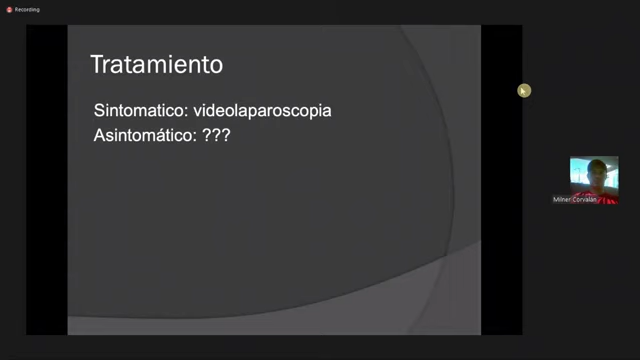 Recording
Tratamiento
Sintomatico: videolaparoscopia
Asintomático: ???
Milner Corvalán